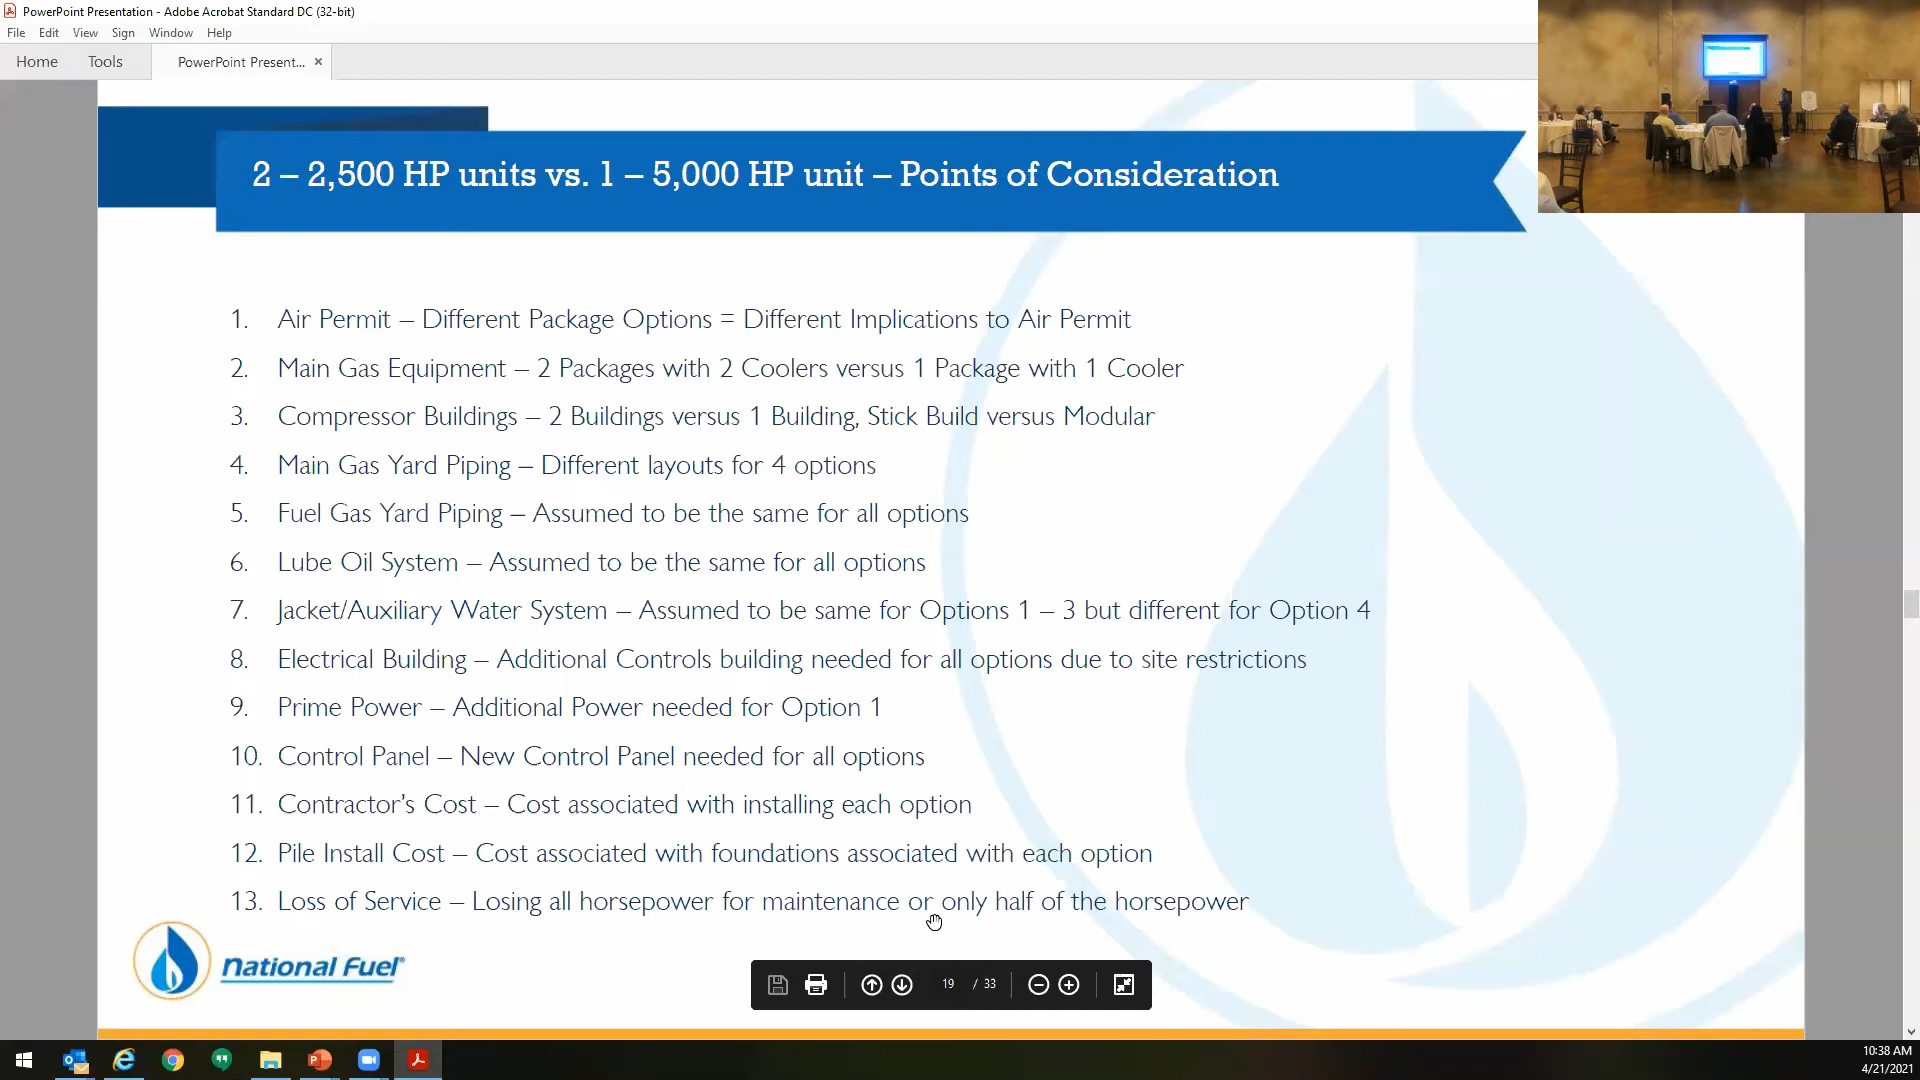 PowerPoint Presentation - Adobe Acrobat Standard DC (32-bit)
File Edit View Sign Window Help
Home Tools PowerPoint Present... ×
2 – 2,500 HP units vs. 1 – 5,000 HP unit – Points of Consideration
1. Air Permit – Different Package Options = Different Implications to Air Permit
2. Main Gas Equipment – 2 Packages with 2 Coolers versus 1 Package with 1 Cooler
3. Compressor Buildings – 2 Buildings versus 1 Building, Stick Build versus Modular
4. Main Gas Yard Piping – Different layouts for 4 options
5. Fuel Gas Yard Piping – Assumed to be the same for all options
6. Lube Oil System – Assumed to be the same for all options
7. Jacket/Auxiliary Water System – Assumed to be same for Options 1 – 3 but different for Option 4
8. Electrical Building – Additional Controls building needed for all options due to site restrictions
9. Prime Power – Additional Power needed for Option 1
10. Control Panel – New Control Panel needed for all options
11. Contractor's Cost – Cost associated with installing each option
12. Pile Install Cost – Cost associated with foundations associated with each option
13. Loss of Service – Losing all horsepower for maintenance or only half of the horsepower
National Fuel®
19 / 33
10:38 AM
4/21/2021